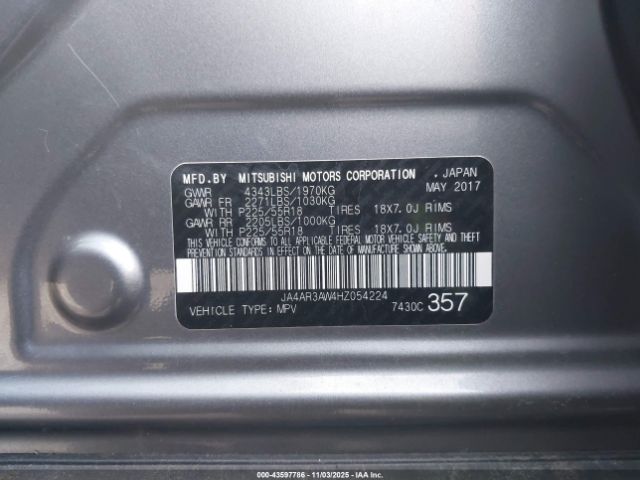 MFD.BY MITSUBISHI MOTORS CORPORATION , JAPAN
GVWR 4343LBS/1970KG MAY 2017
GAWR FR 2271LBS/1030KG
WITH P225/55R18 TIRES 18X7.0J RIMS
GAWR RR 2205LBS/1000KG
WITH P225/55R18 TIRES 18X7.0J RIMS
THIS VEHICLE CONFORMS TO ALL APPLICABLE FEDERAL MOTOR VEHICLE SAFETY AND THEFT
PREVENTION STANDARDS IN EFFECT ON THE DATE OF MANUFACTURE SHOWN ABOVE.
JA4AR3AW4HZ054224
VEHICLE TYPE: MPV 7430C 357
000-43597786 - 11/03/2025 - IAA, Inc.